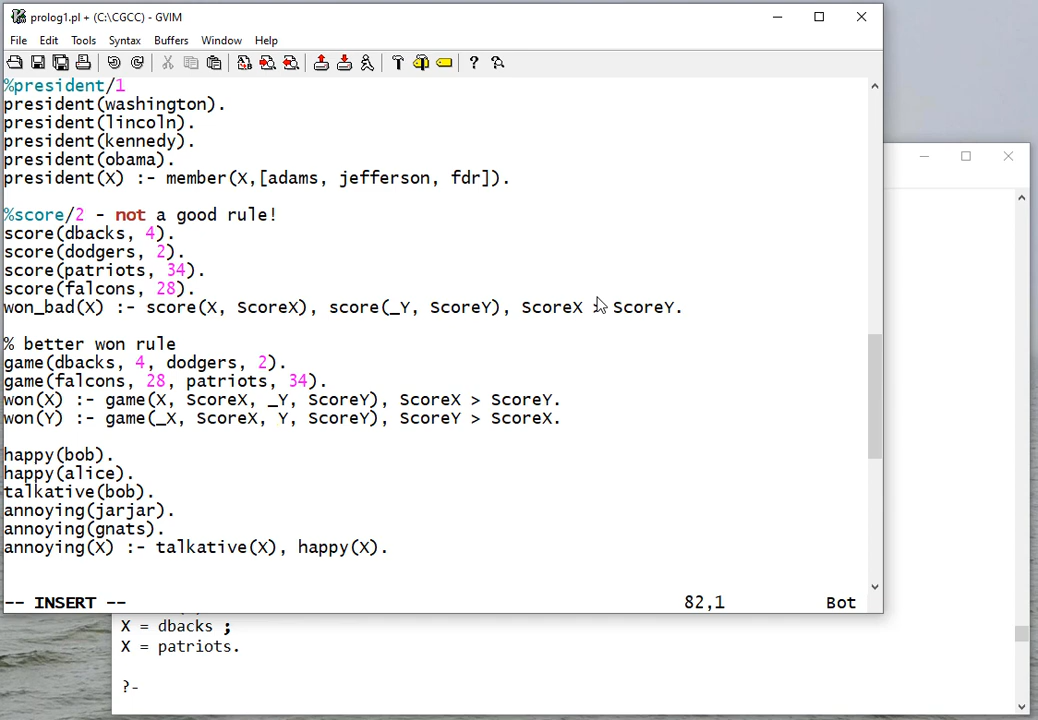 prolog1.pl + (C:\CGCC) - GVIM
File Edit Tools Syntax Buffers Window Help
%president/1
president(washington).
president(lincoln).
president(kennedy).
president(obama).
president(X) :- member(X,[adams, jefferson, fdr]).
%score/2 - not a good rule!
score(dbacks, 4).
score(dodgers, 2).
score(patriots, 34).
score(falcons, 28).
won_bad(X) :- score(X, ScoreX), score(_Y, ScoreY), ScoreX > ScoreY.
% better won rule
game(dbacks, 4, dodgers, 2).
game(falcons, 28, patriots, 34).
won(X) :- game(X, ScoreX, _Y, ScoreY), ScoreX > ScoreY.
won(Y) :- game(_X, ScoreX, Y, ScoreY), ScoreY > ScoreX.
happy(bob).
happy(alice).
talkative(bob).
annoying(jarjar).
annoying(gnats).
annoying(X) :- talkative(X), happy(X).
-- INSERT -- 82,1 Bot
X = dbacks ;
X = patriots.
?-